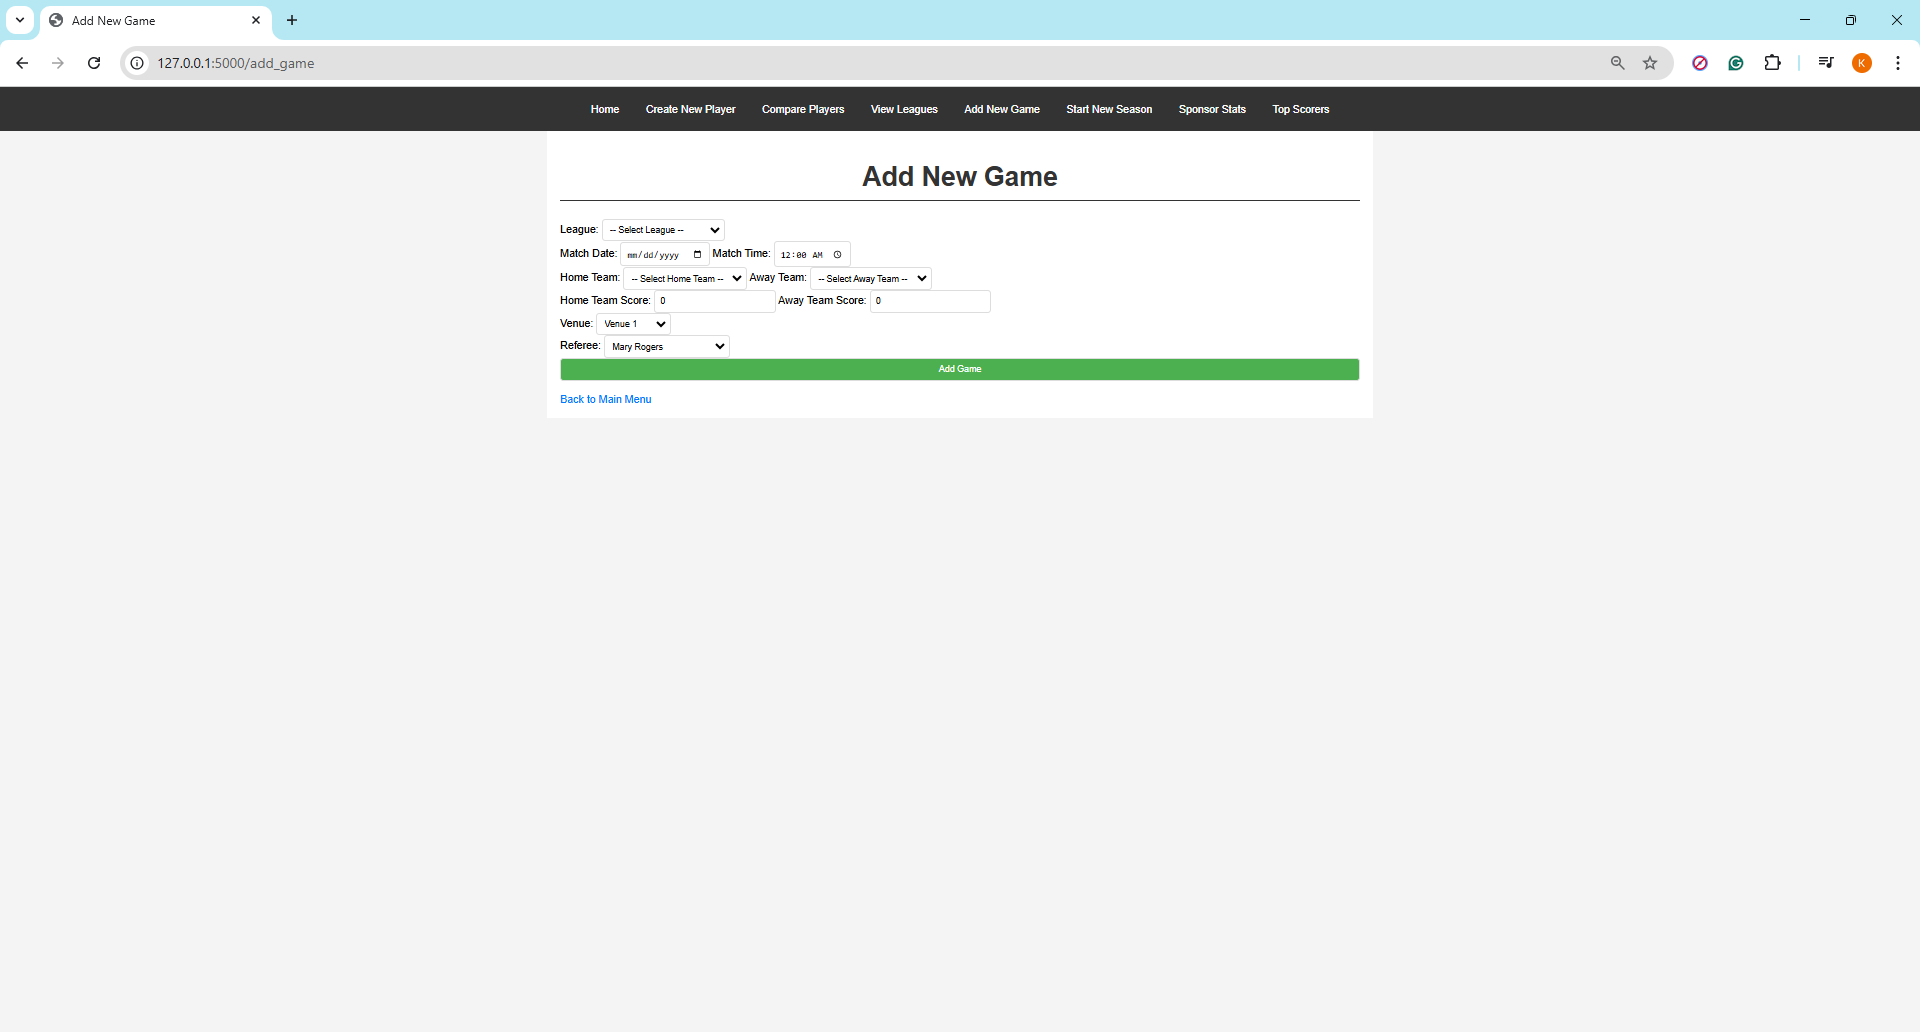 Add New Game
127.0.0.1:5000/add_game
K
Home Create New Player Compare Players View Leagues Add New Game Start New Season Sponsor Stats Top Scorers
Add New Game
League: -- Select League --
Match Date: mm/dd/yyyy Match Time: 12:00 AM
Home Team: -- Select Home Team -- Away Team: -- Select Away Team --
Home Team Score: 0 Away Team Score: 0
Venue: Venue 1
Referee: Mary Rogers
Add Game
Back to Main Menu